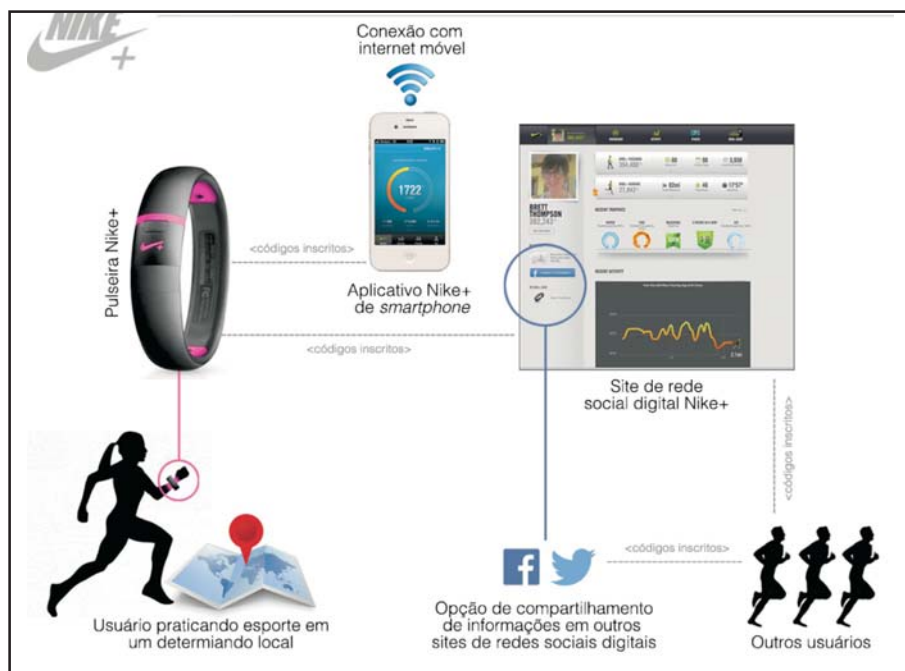 NIKE
+
Conexão com
internet móvel
Pulseira Nike+
1722
<códigos inscritos>
Aplicativo Nike+
de smartphone
<códigos inscritos>
BRETT
THOMPSON
RECENT ACTIVITY
Site de rede
social digital Nike+
<códigos inscritos>
Usuário praticando esporte em
um determiando local
<códigos inscritos>
Opção de compartilhamento
de informações em outros
sites de redes sociais digitais
Outros usuários